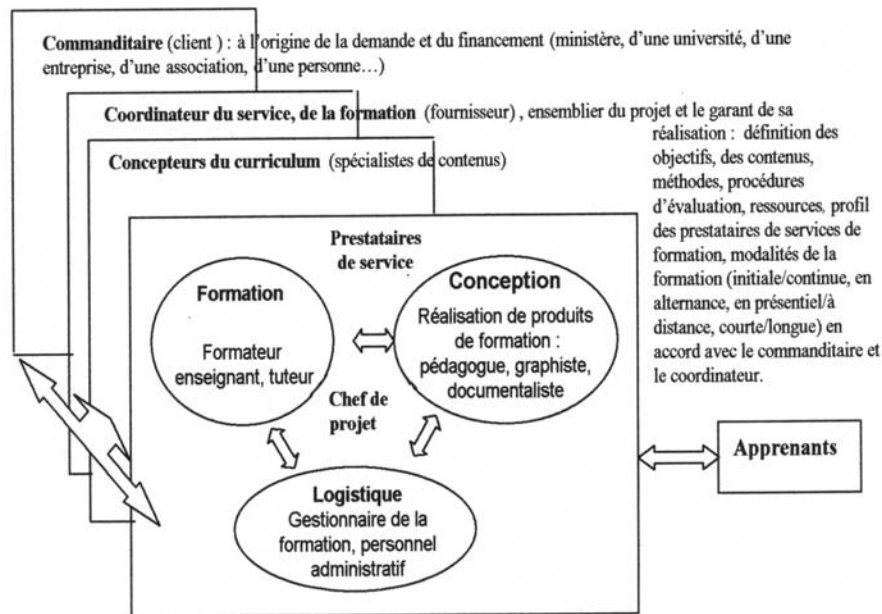 Commanditaire (client ) : à l'origine de la demande et du financement (ministère, d'une université, d'une
entreprise, d'une association, d'une personne…)
Coordinateur du service, de la formation (fournisseur) , ensemblier du projet et le garant de sa
réalisation : définition des
objectifs, des contenus,
méthodes, procédures
d'évaluation, ressources, profil
des prestataires de services de
formation, modalités de la
formation (initiale/continue, en
alternance, en présentiel/à
distance, courte/longue) en
accord avec le commanditaire et
le coordinateur.
Concepteurs du curriculum (spécialistes de contenus)
Prestataires
de service
Formation
Formateur
enseignant, tuteur
Conception
Réalisation de produits
de formation :
pédagogue, graphiste,
documentaliste
Chef de
projet
Logistique
Gestionnaire de la
formation, personnel
administratif
Apprenants